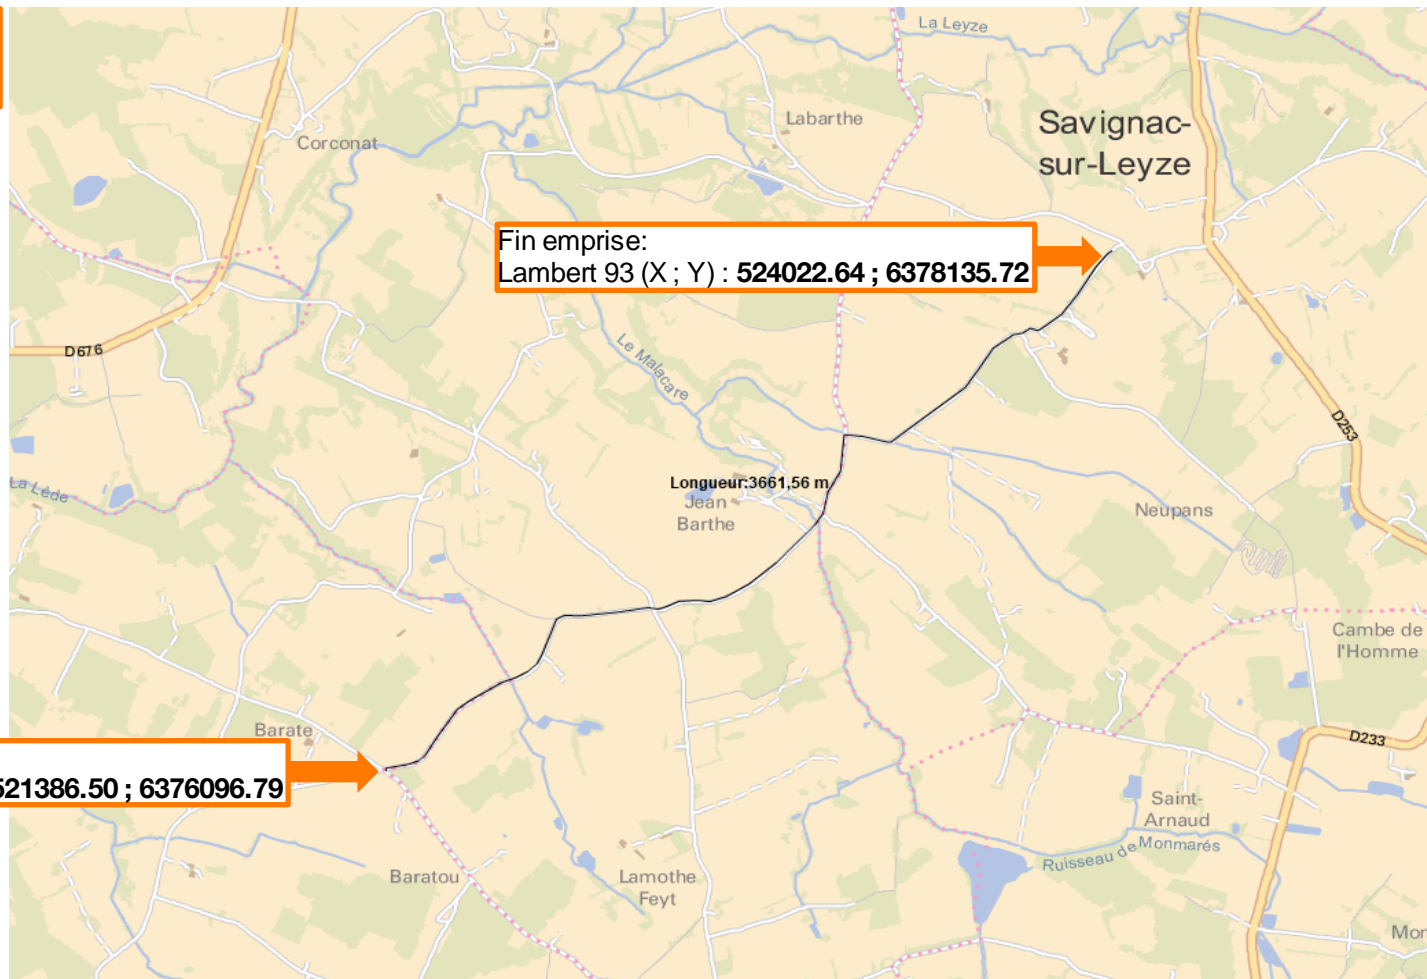 La Leyze
Labarthe
Savignac-
sur-Leyze
Corconat
Fin emprise:
Lambert 93 (X ; Y) : 524022.64 ; 6378135.72
D676
Le Malacare
D253
La Lède
Longueur:3661,56 m
Jean
Barthe
Neupans
Cambe de
l'Homme
Barate
D233
521386.50 ; 6376096.79
Saint-
Arnaud
Ruisseau de Monmarés
Baratou
Lamothe
Feyt
Mon